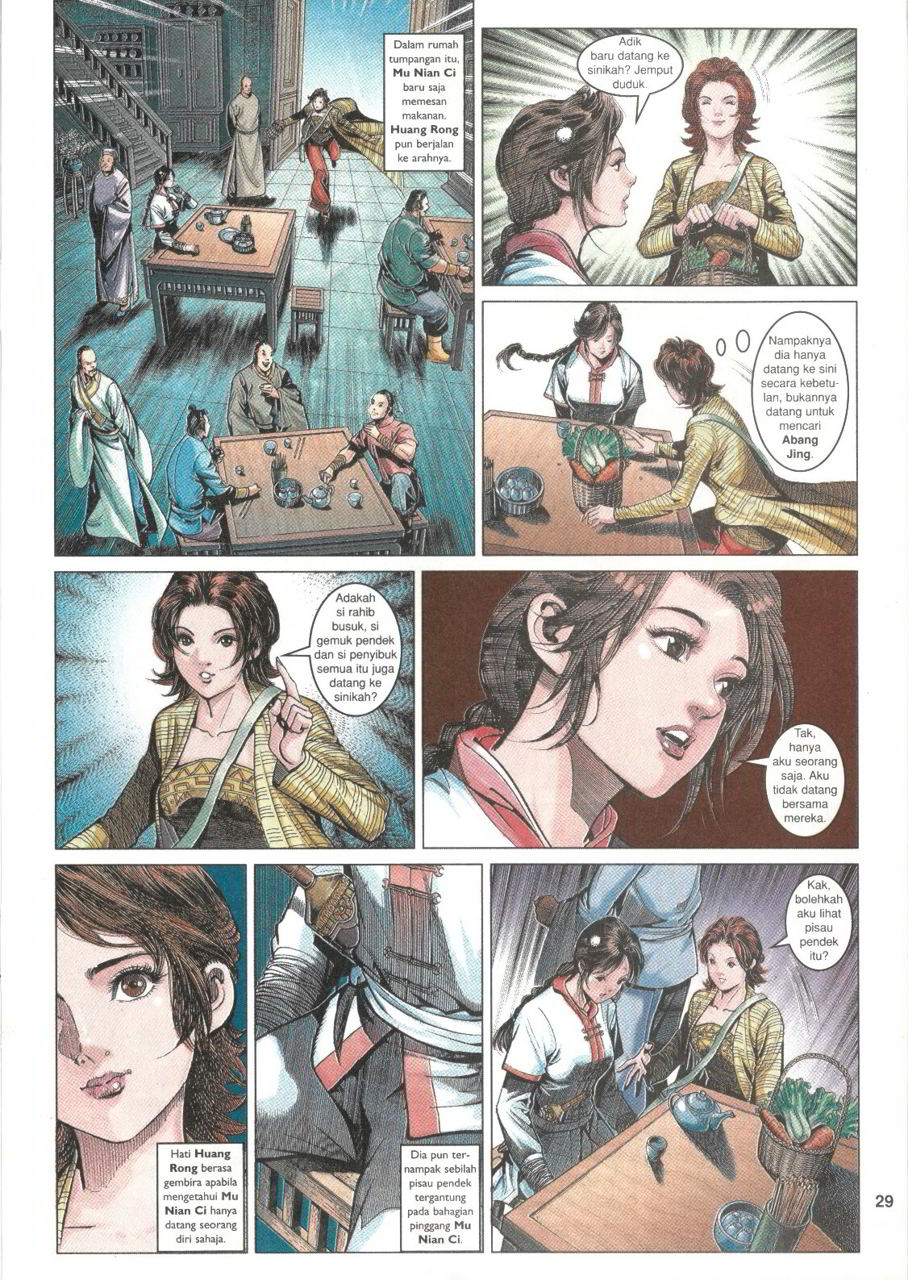 Dalam rumah
tumpangan itu,
Mu Nian Ci
baru saja
memesan
makanan.
Huang Rong
pun berjalan
ke arahnya.
Adik
baru datang ke
sinikah? Jemput
duduk.
Nampaknya
dia hanya
datang ke sini
secara kebetu-
lan, bukannya
datang untuk
mencari
Abang
Jing.
Adakah
si rahib
busuk, si
gemuk pendek
dan si penyibuk
semua itu juga
datang ke
sinikah?
Tak,
hanya
aku seorang
saja. Aku
tidak datang
bersama
mereka.
Hati Huang
Rong berasa
gembira apabila
mengetahui Mu
Nian Ci hanya
datang seorang
diri sahaja.
Dia pun ter-
nampak sebilah
pisau pendek
tergantung
pada bahagian
pinggang Mu
Nian Ci.
Kak,
bolehkah
aku lihat
pisau
pendek
itu?
29